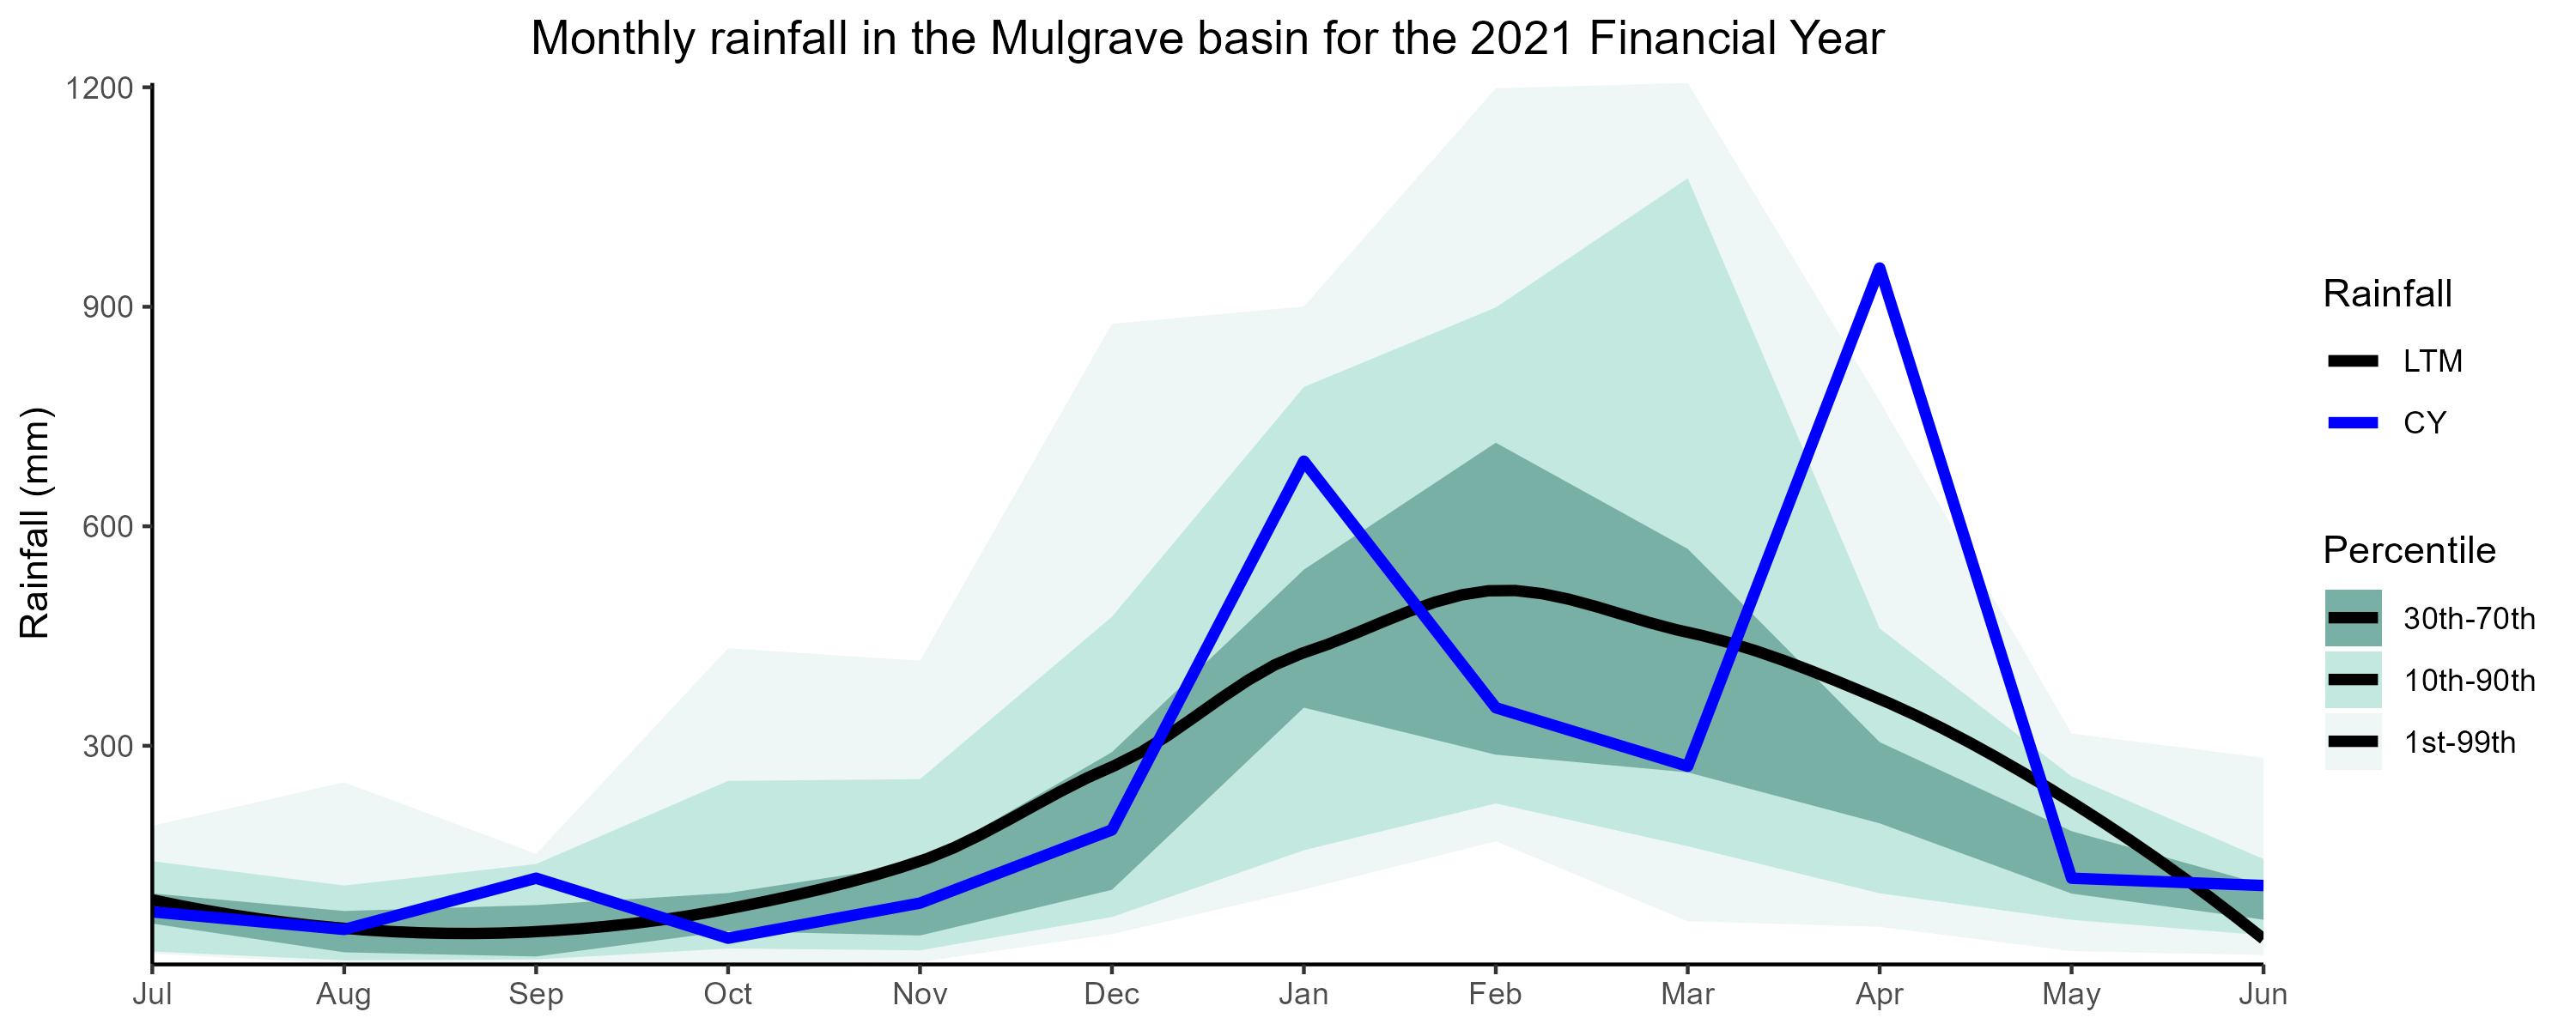 Monthly rainfall in the Mulgrave basin for the 2021 Financial Year
1200
900
600
300
Rainfall (mm)
Jul Aug Sep Oct Nov Dec Jan Feb Mar Apr May Jun
Rainfall
LTM
CY
Percentile
30th-70th
10th-90th
1st-99th